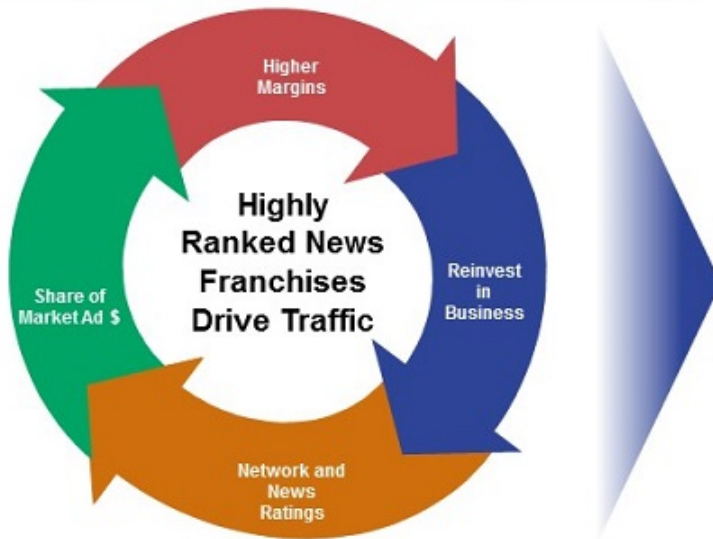 Higher
Margins
Highly
Ranked News
Franchises
Drive Traffic
Reinvest
in
Business
Share of
Market Ad $
Network and
News
Ratings